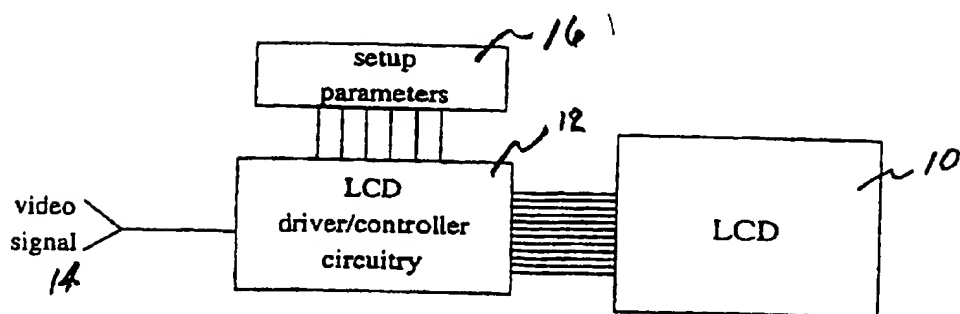 16
setup
parameters
12
LCD
driver/controller
circuitry
10
LCD
video
signal
14